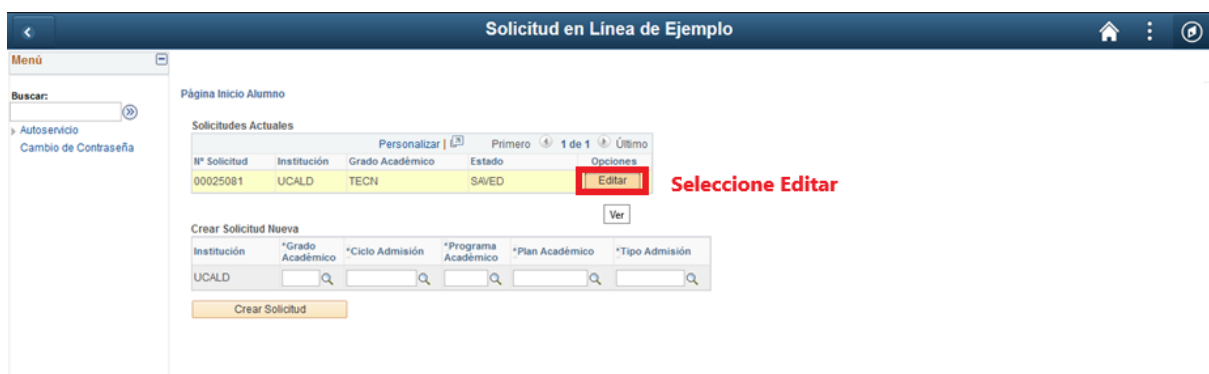 Solicitud en Línea de Ejemplo
Menú
Buscar:
Autoservicio
Cambio de Contraseña
Página Inicio Alumno
Solicitudes Actuales
Personalizar | Primero 1 de 1 Último
Nº Solicitud Institución Grado Académico Estado Opciones
00025081 UCALD TECN SAVED Editar
Seleccione Editar
Ver
Crear Solicitud Nueva
Institución *Grado Académico *Ciclo Admisión *Programa Académico *Plan Académico *Tipo Admisión
UCALD
Crear Solicitud